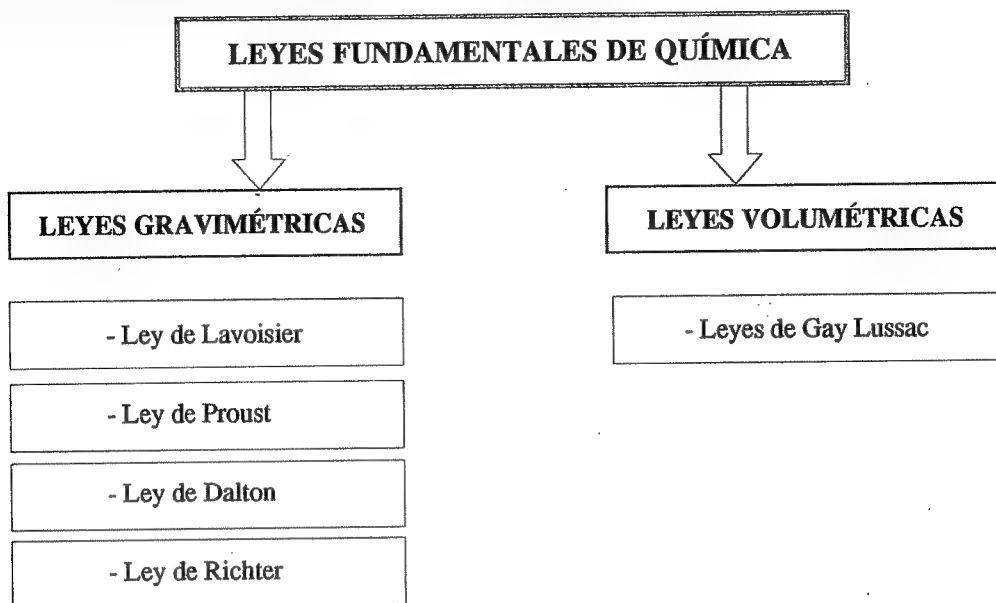 LEYES FUNDAMENTALES DE QUÍMICA
LEYES GRAVIMÉTRICAS
- Ley de Lavoisier
- Ley de Proust
- Ley de Dalton
- Ley de Richter
LEYES VOLUMÉTRICAS
- Leyes de Gay Lussac